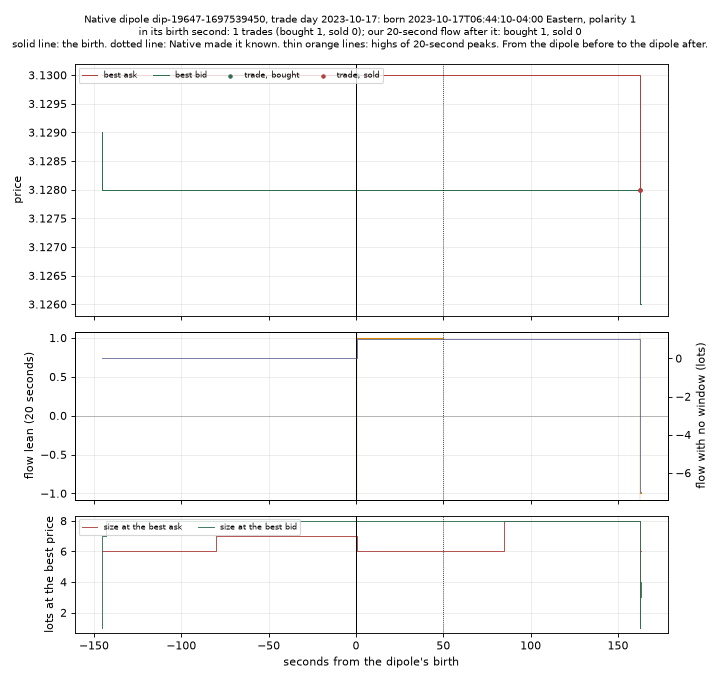 Native dipole dip-19647-1697539450, trade day 2023-10-17: born 2023-10-17T06:44:10-04:00 Eastern, polarity 1
in its birth second: 1 trades (bought 1, sold 0); our 20-second flow after it: bought 1, sold 0
solid line: the birth. dotted line: Native made it known. thin orange lines: highs of 20-second peaks. From the dipole before to the dipole after.
best ask best bid trade, bought trade, sold
price
3.1300
3.1295
3.1290
3.1285
3.1280
3.1275
3.1270
3.1265
3.1260
flow lean (20 seconds)
1.0
0.5
0.0
−0.5
−1.0
0
−2
−4
−6
flow with no window (lots)
size at the best ask size at the best bid
lots at the best price
8
6
4
2
−150 −100 −50 0 50 100 150
seconds from the dipole's birth